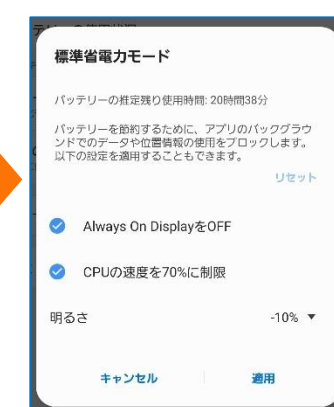 標準省電力モード
バッテリーの推定残り使用時間: 20時間38分
バッテリーを節約するために、アプリのバックグラウ
ンドでのデータや位置情報の使用をブロックします。
以下の設定を適用することもできます。
リセット
Always On DisplayをOFF
CPUの速度を70%に制限
明るさ -10% ▼
キャンセル 適用